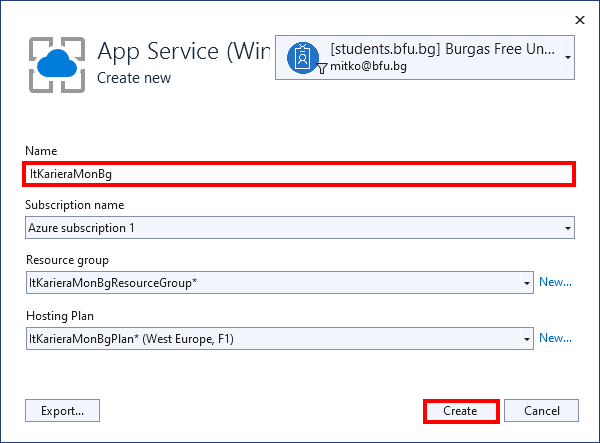 App Service (Win
Create new
[students.bfu.bg] Burgas Free Un...
mitko@bfu.bg
Name
ItKarieraMonBg
Subscription name
Azure subscription 1
Resource group
ItKarieraMonBgResourceGroup*
New...
Hosting Plan
ItKarieraMonBgPlan* (West Europe, F1)
New...
Export...
Create
Cancel